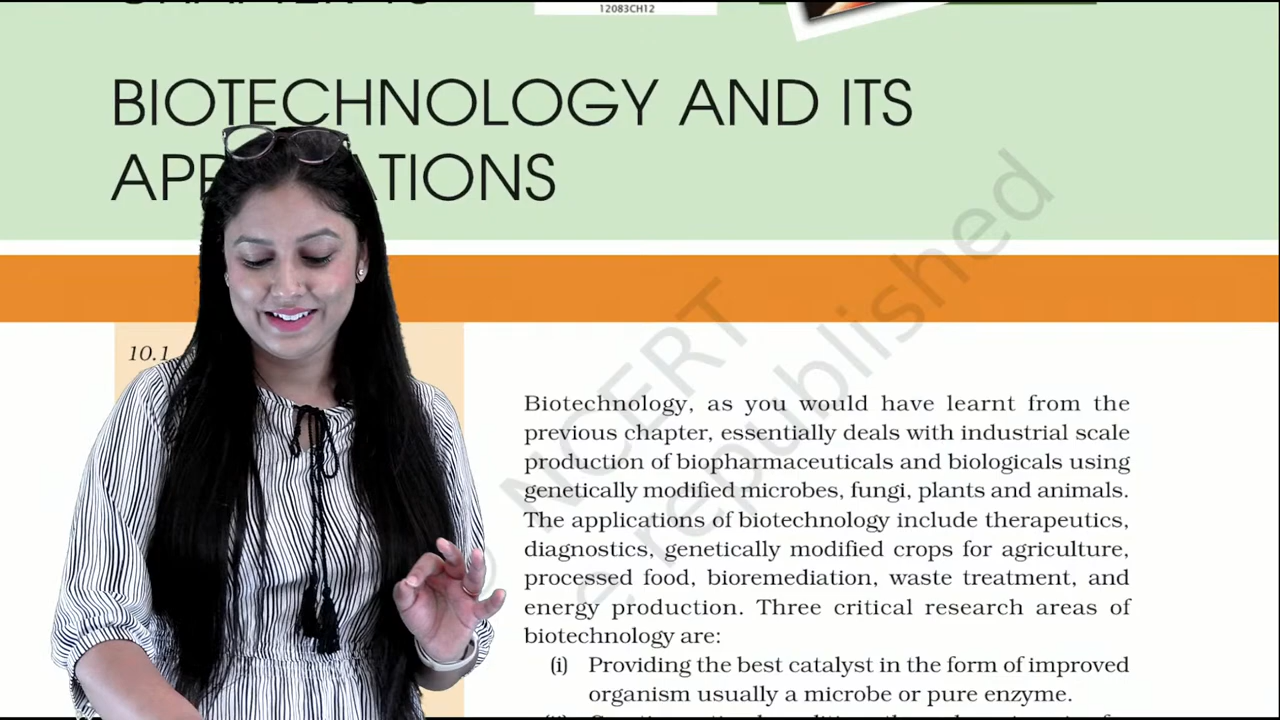 12083CH12
BIOTECHNOLOGY AND ITS
10.1
Biotechnology, as you would have learnt from the
previous chapter, essentially deals with industrial scale
production of biopharmaceuticals and biologicals using
genetically modified microbes, fungi, plants and animals.
The applications of biotechnology include therapeutics,
diagnostics, genetically modified crops for agriculture,
processed food, bioremediation, waste treatment, and
energy production. Three critical research areas of
biotechnology are:
(i) Providing the best catalyst in the form of improved
organism usually a microbe or pure enzyme.
© NCERT
republished